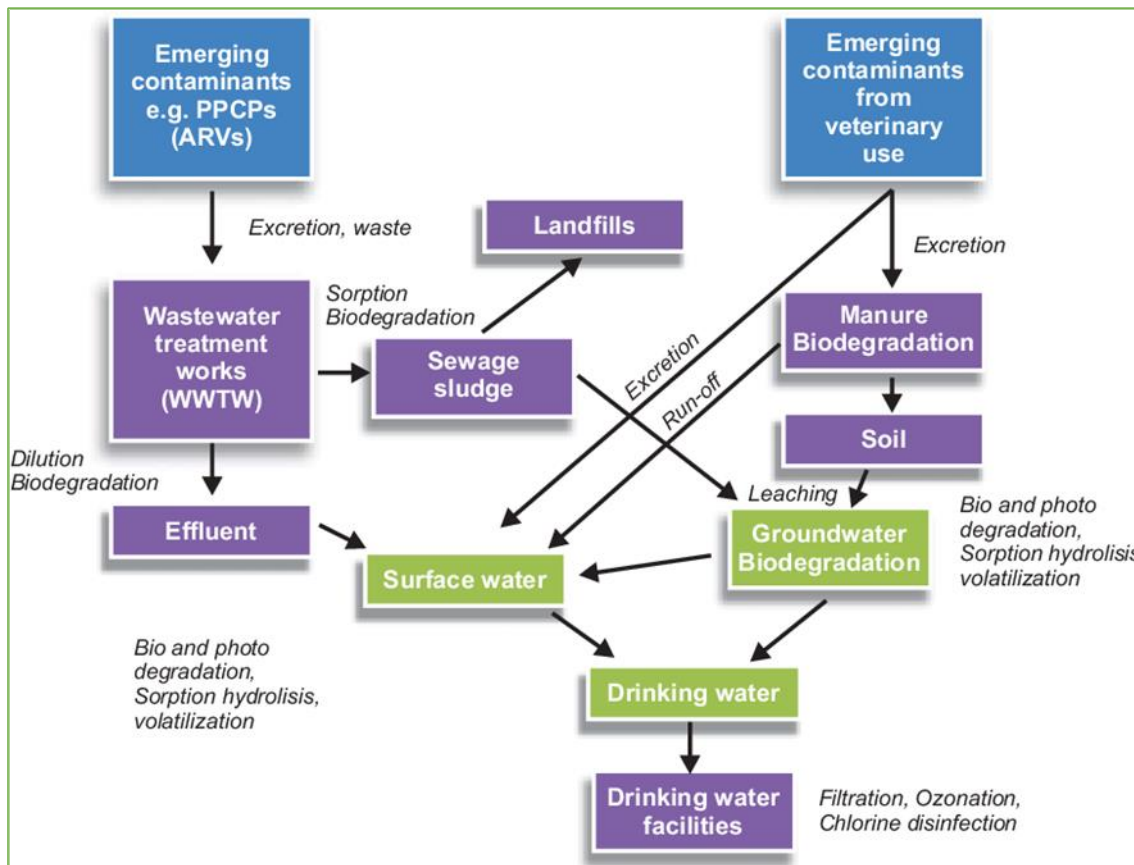 Emerging
contaminants
e.g. PPCPs
(ARVs)
Emerging
contaminants
from
veterinary
use
Excretion, waste
Landfills
Excretion
Sorption
Biodegradation
Wastewater
treatment
works
(WWTW)
Sewage
sludge
Excretion
Run-off
Manure
Biodegradation
Soil
Dilution
Biodegradation
Effluent
Leaching
Groundwater
Biodegradation
Bio and photo
degradation,
Sorption hydrolisis
volatilization
Surface water
Bio and photo
degradation,
Sorption hydrolisis,
volatilization
Drinking water
Drinking water
facilities
Filtration, Ozonation,
Chlorine disinfection